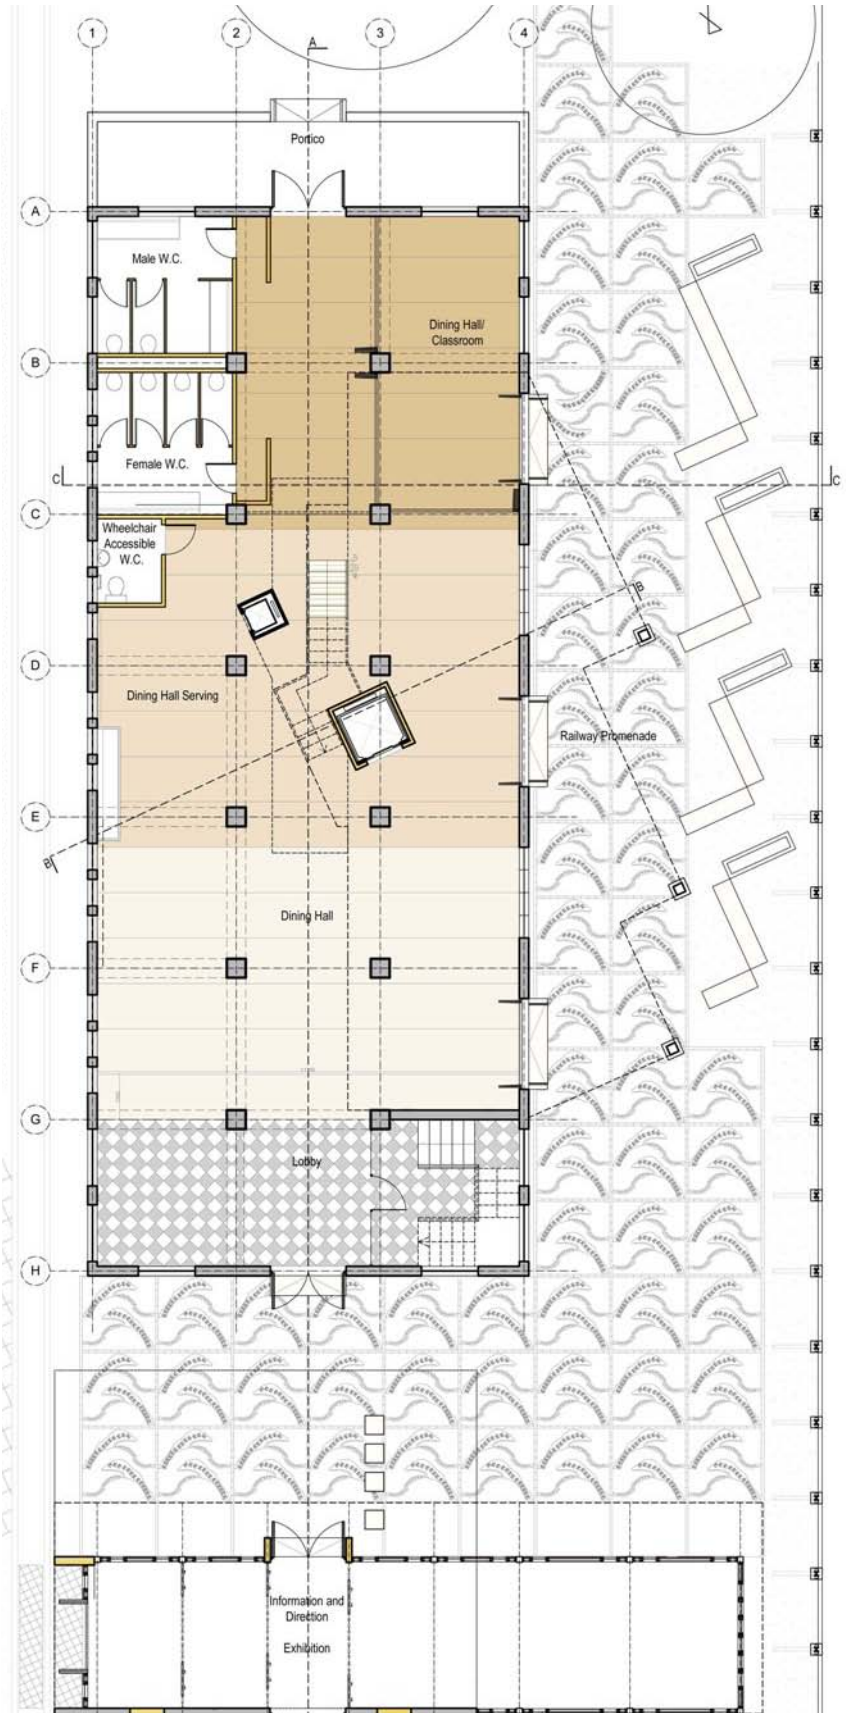 1
2
3
4
A
Portico
A
Male W.C.
Dining Hall/
Classroom
B
Female W.C.
C
C
C
Wheelchair
Accessible
W.C.
B
D
Dining Hall Serving
Railway Promenade
E
B
Dining Hall
F
G
Lobby
H
Information and
Direction
Exhibition